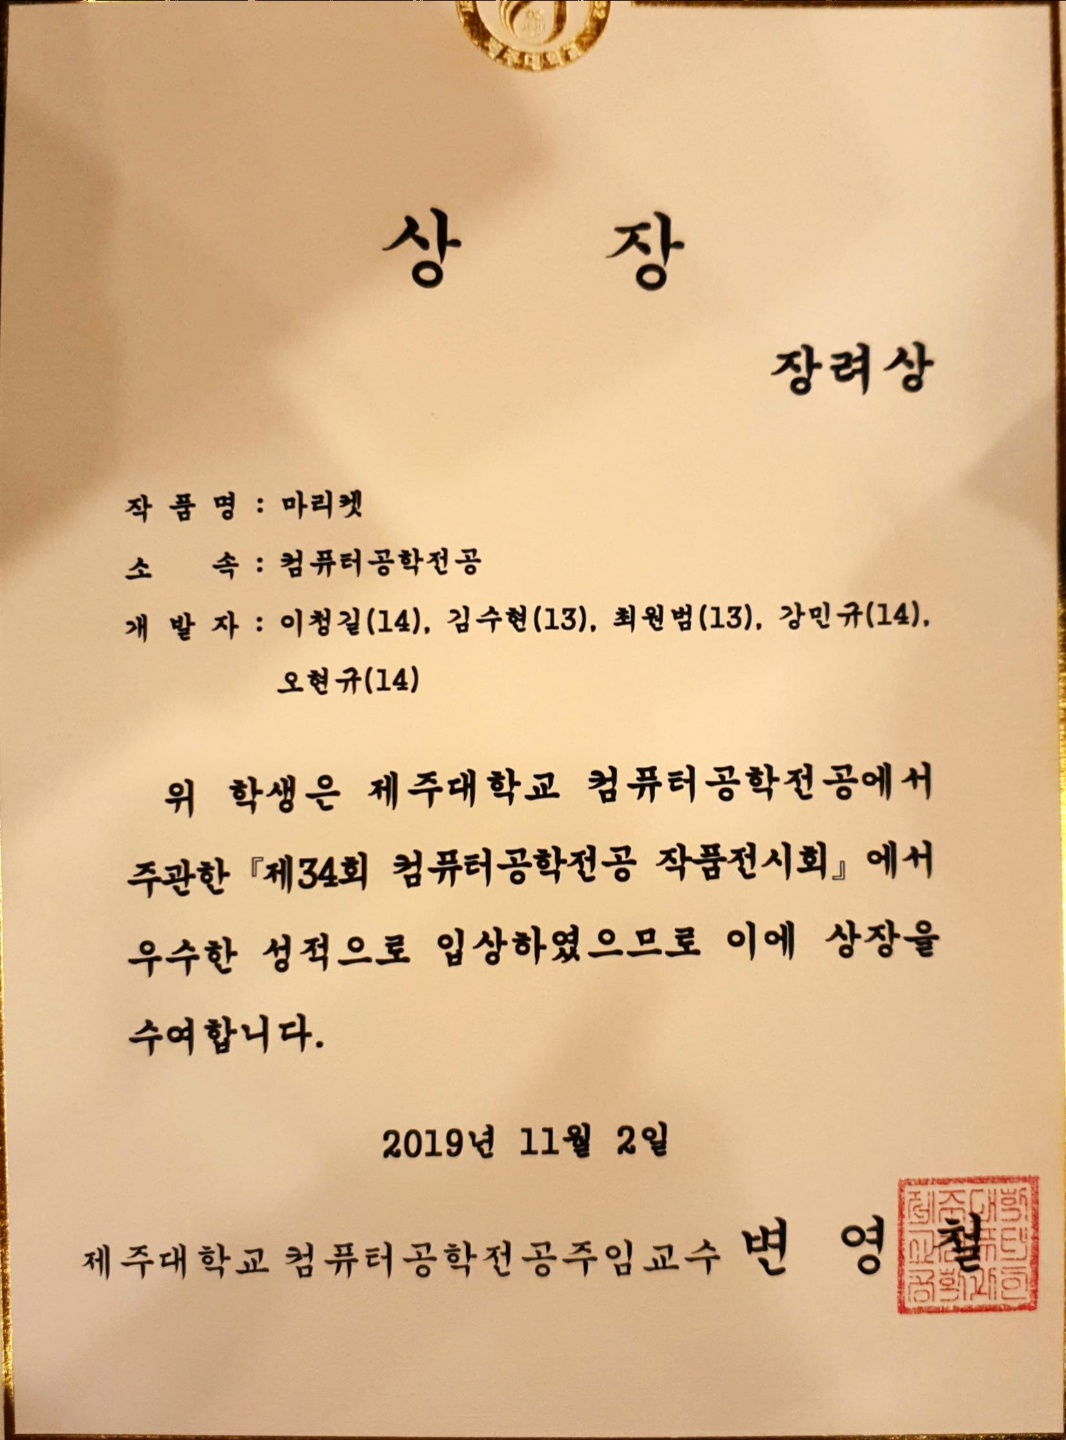 제주대학교
상 장
장려상
작 품 명 : 마리켓
소 속 : 컴퓨터공학전공
개 발 자 : 이청길(14), 김수현(13), 최원범(13), 강민규(14),
오현규(14)
위 학생은 제주대학교 컴퓨터공학전공에서
주관한 『제34회 컴퓨터공학전공 작품전시회』에서
우수한 성적으로 입상하였으므로 이에 상장을
수여합니다.
2019년 11월 2일
제주대학교컴퓨터공학전공주임교수 변 영 철